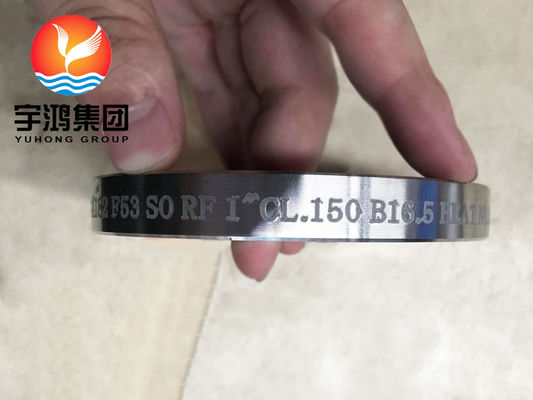 宇鸿集团
YUHONG GROUP
F53 SO RF 1" CL.150 B16.5